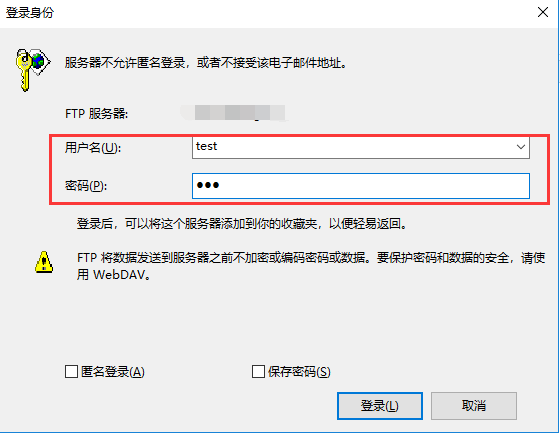 登录身份
服务器不允许匿名登录，或者不接受该电子邮件地址。
FTP 服务器:
用户名(U): test
密码(P): ●●●
登录后，可以将这个服务器添加到你的收藏夹，以便轻易返回。
FTP 将数据发送到服务器之前不加密或编码密码或数据。要保护密码和数据的安全，请使
用 WebDAV。
匿名登录(A) 保存密码(S)
登录(L) 取消